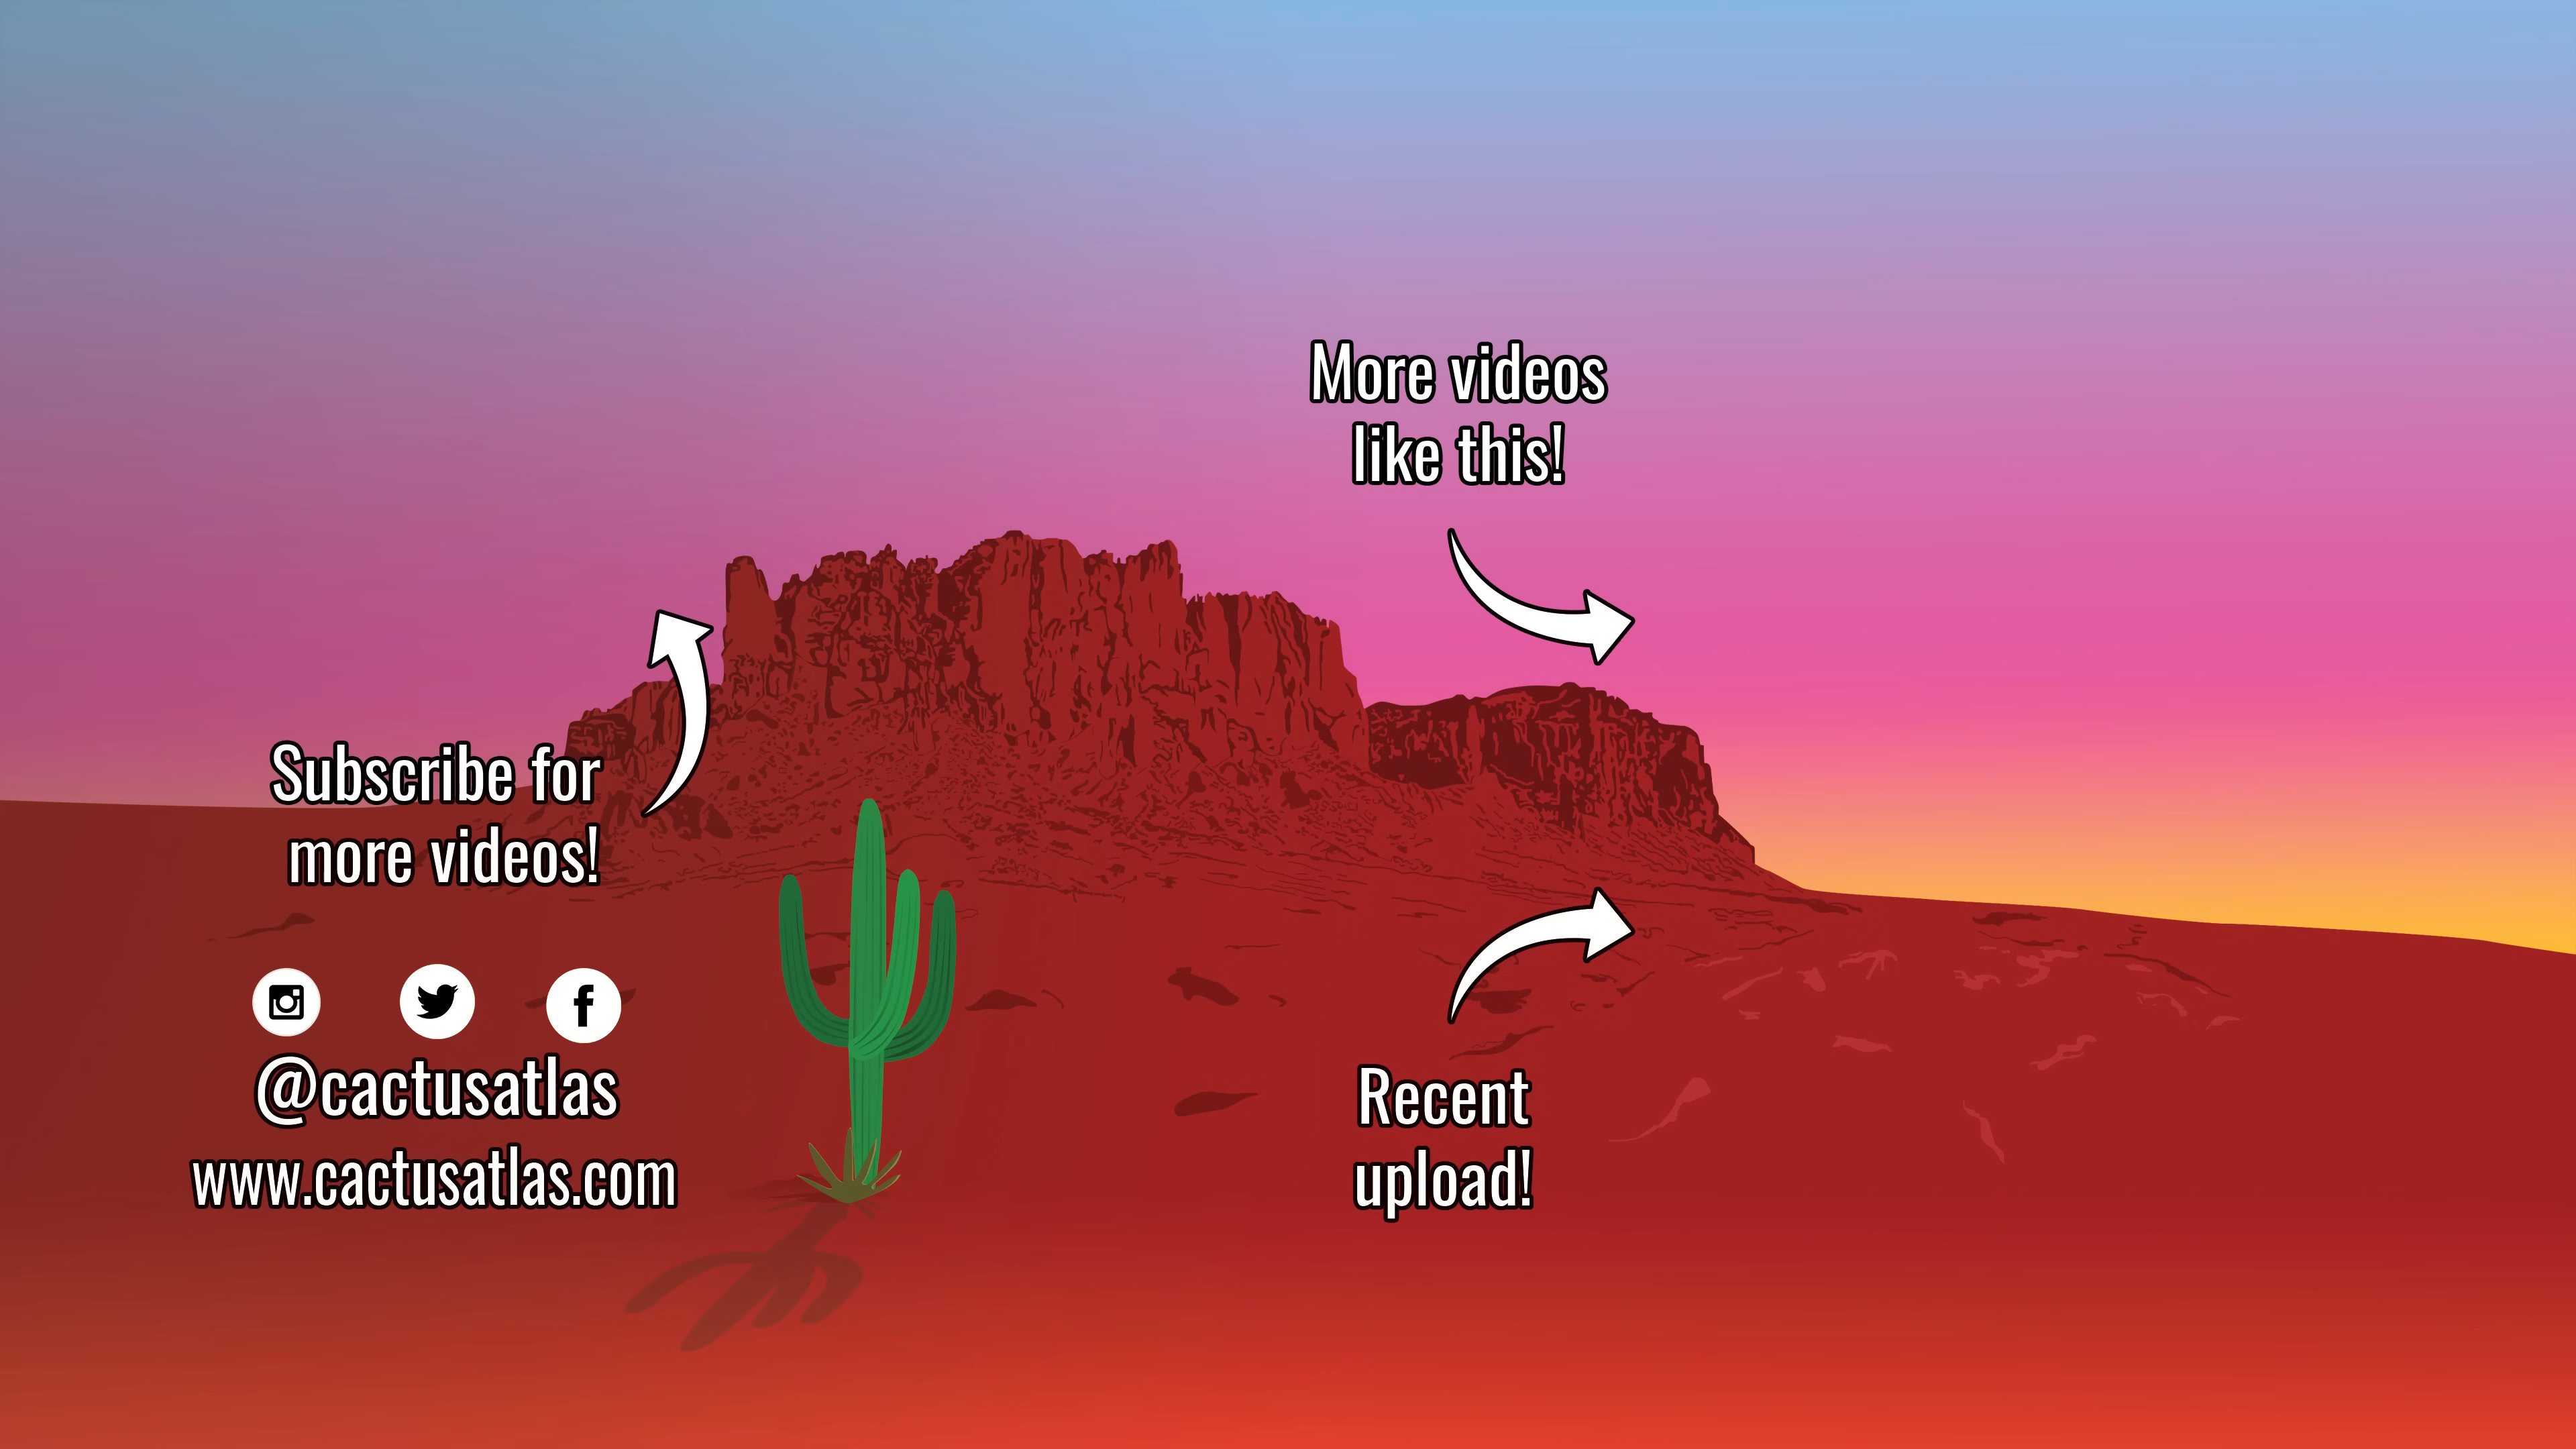 More videos
like this!
Subscribe for
more videos!
@cactusatlas
www.cactusatlas.com
Recent
upload!